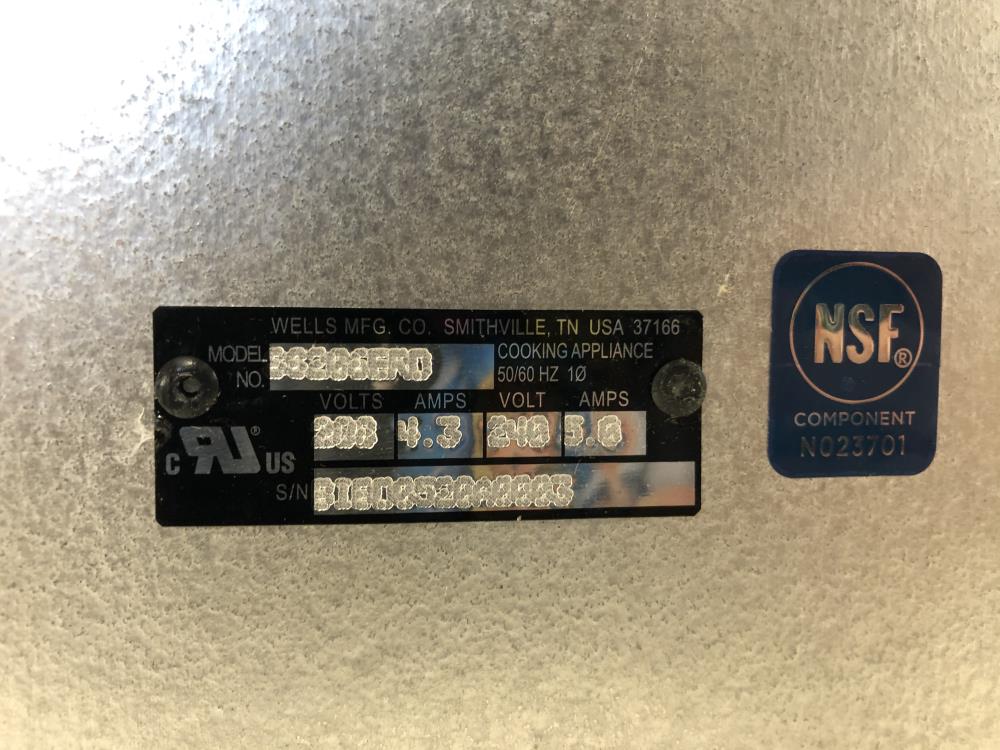 WELLS MFG. CO. SMITHVILLE, TN USA 37166
MODEL NO.
COOKING APPLIANCE
50/60 HZ 1Ø
VOLTS AMPS VOLT AMPS
208 4.3 240 5.0
C RU® US
S/N
NSF®
COMPONENT
N023701